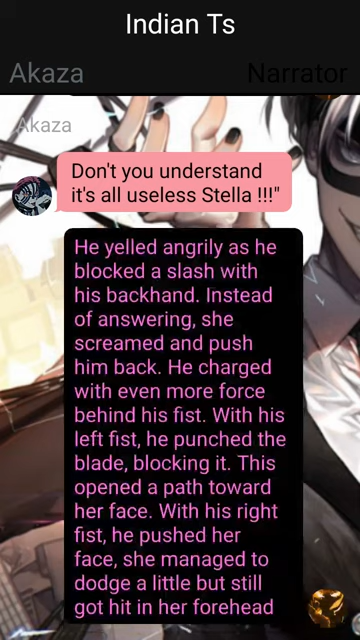 Indian Ts
Akaza
Narrator
Akaza
Don't you understand
it's all useless Stella !!!"
He yelled angrily as he
blocked a slash with
his backhand. Instead
of answering, she
screamed and push
him back. He charged
with even more force
behind his fist. With his
left fist, he punched the
blade, blocking it. This
opened a path toward
her face. With his right
fist, he pushed her
face, she managed to
dodge a little but still
got hit in her forehead